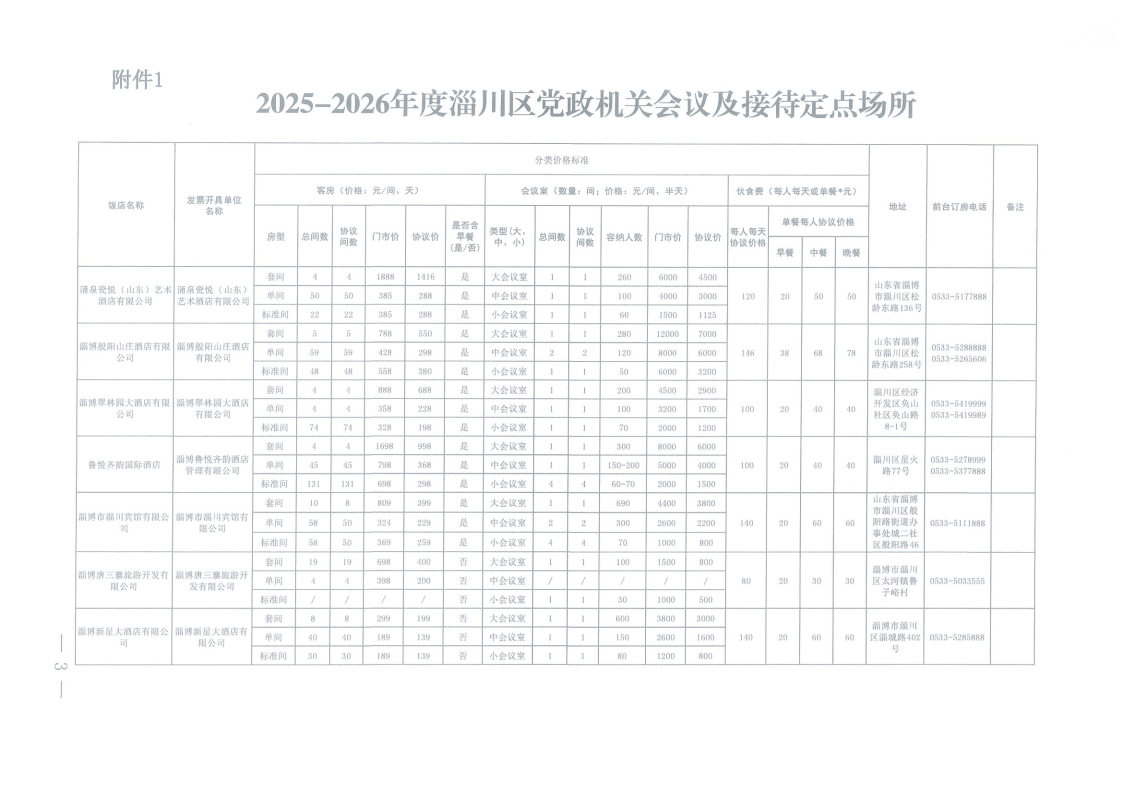 附件1
2025-2026年度淄川区党政机关会议及接待定点场所
饭店名称 发票开具单位名称 分类价格标准 地址 前台订房电话 备注
客房（价格：元/间、天） 会议室（数量：间；价格：元/间、半天） 伙食费（每人每天或单餐*元）
房型 总间数 协议间数 门市价 协议价 是否含早餐(是/否) 类型(大、中、小) 总间数 协议间数 容纳人数 门市价 协议价 每人每天协议价格 单餐每人协议价格
早餐 中餐 晚餐
涌泉瓷悦（山东）艺术酒店有限公司 涌泉瓷悦（山东）艺术酒店有限公司 套间 4 4 1888 1416 是 大会议室 1 1 260 6000 4500 120 20 50 50 山东省淄博市淄川区松龄东路136号 0533-5177888
单间 50 50 385 288 是 中会议室 1 1 100 4000 3000
标准间 22 22 385 288 是 小会议室 1 1 60 1500 1125
淄博般阳山庄酒店有限公司 淄博般阳山庄酒店有限公司 套间 5 5 788 550 是 大会议室 1 1 280 12000 7000 146 38 68 78 山东省淄博市淄川区松龄东路258号 0533-5288888 0533-5265606
单间 59 59 428 298 是 中会议室 2 2 120 8000 6000
标准间 48 48 558 380 是 小会议室 1 1 50 6000 3200
淄博翠林园大酒店有限公司 淄博翠林园大酒店有限公司 套间 4 4 888 688 是 大会议室 1 1 200 4500 2900 100 20 40 40 淄川区经济开发区奂山社区奂山路8-1号 0533-5419999 0533-5419989
单间 4 4 358 228 是 中会议室 1 1 100 3200 1700
标准间 74 74 328 198 是 小会议室 1 1 70 2000 1200
鲁悦齐韵国际酒店 淄博鲁悦齐韵酒店管理有限公司 套间 4 4 1698 998 是 大会议室 1 1 300 8000 6000 100 20 40 40 淄川区星火路77号 0533-5278999 0533-5377888
单间 45 45 798 368 是 中会议室 1 1 150-200 5000 4000
标准间 131 131 698 298 是 小会议室 4 4 60-70 2000 1500
淄博市淄川宾馆有限公司 淄博市淄川宾馆有限公司 套间 10 8 809 399 是 大会议室 1 1 690 4400 3800 140 20 60 60 山东省淄博市淄川区般阳路街道办事处城二社区般阳路46 0533-5111888
单间 58 50 324 229 是 中会议室 2 2 300 2600 2200
标准间 58 50 369 259 是 小会议室 4 4 70 1000 800
淄博唐三寨旅游开发有限公司 淄博唐三寨旅游开发有限公司 套间 19 19 698 400 否 大会议室 1 1 100 1500 800 80 20 30 30 淄博市淄川区太河镇鲁子峪村 0533-5033555
单间 4 4 398 200 否 中会议室 / / / / /
标准间 / / / / 否 小会议室 1 1 30 1000 500
淄博新星大酒店有限公司 淄博新星大酒店有限公司 套间 8 8 299 199 否 大会议室 1 1 600 3800 3000 140 20 60 60 淄博市淄川区淄城路402号 0533-5285888
单间 40 40 189 139 否 中会议室 1 1 150 2600 1600
标准间 30 30 189 139 否 小会议室 1 1 80 1200 800
— 3 —